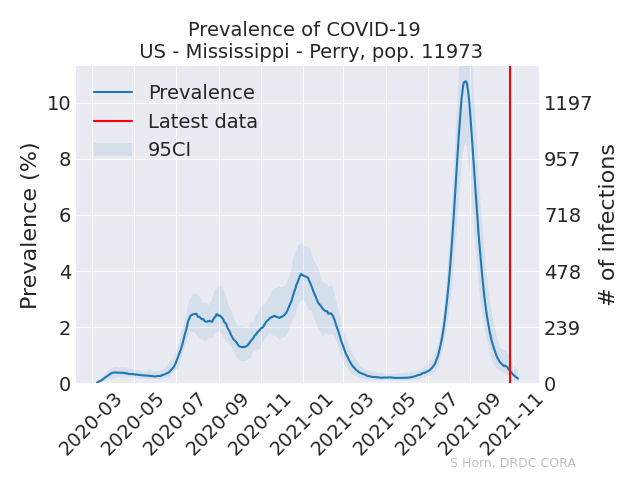 Prevalence of COVID-19
US - Mississippi - Perry, pop. 11973
Prevalence
Latest data
95CI
Prevalence (%)
10
8
6
4
2
0
1197
957
718
478
239
0
# of infections
2020-03
2020-05
2020-07
2020-09
2020-11
2021-01
2021-03
2021-05
2021-07
2021-09
2021-11
S Horn, DRDC CORA